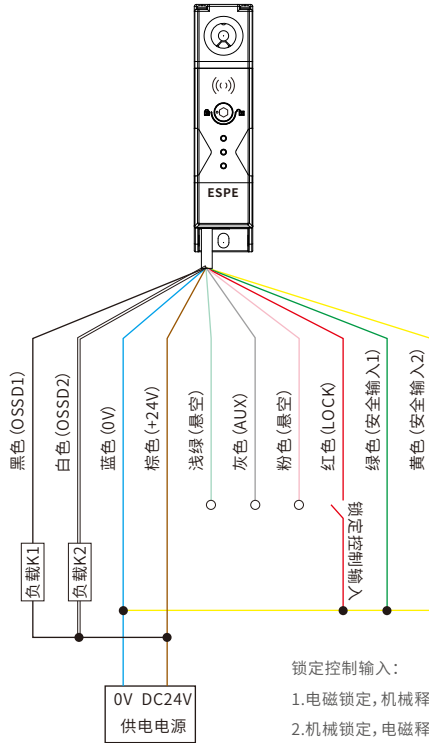 ESPE
黑色(OSSD1)
白色(OSSD2)
蓝色(0V)
棕色(+24V)
浅绿(悬空)
灰色(AUX)
粉色(悬空)
红色(LOCK)
绿色(安全输入1)
黄色(安全输入2)
锁定控制输入
负载K1
负载K2
0V DC24V
供电电源
锁定控制输入：
1.电磁锁定，机械释
2.机械锁定，电磁释